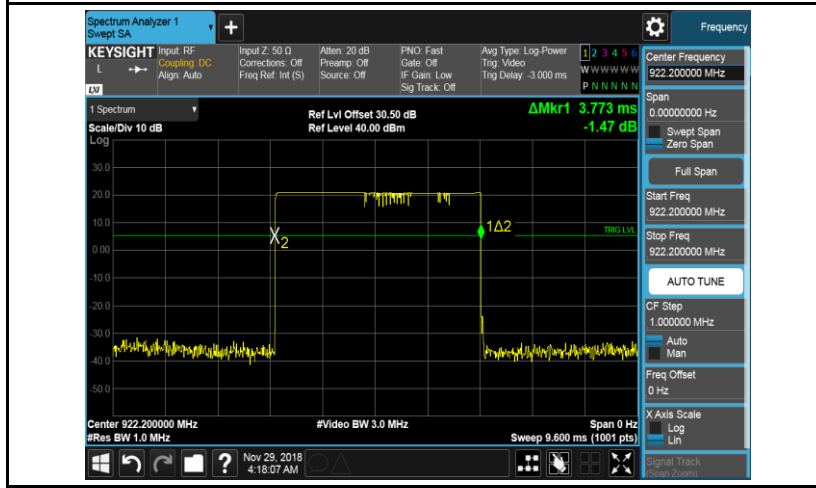 Spectrum Analyzer 1
Swept SA
+
Frequency
KEYSIGHT
L
LXI
Input: RF
Coupling: DC
Align: Auto
Input Z: 50 Ω
Corrections: Off
Freq Ref: Int (S)
Atten: 20 dB
Preamp: Off
Source: Off
PNO: Fast
Gate: Off
IF Gain: Low
Sig Track: Off
Avg Type: Log-Power
Trig: Video
Trig Delay: -3.000 ms
1 2 3 4 5 6
W W W W W W
P N N N N N
1 Spectrum
Scale/Div 10 dB
Log
Ref Lvl Offset 30.50 dB
Ref Level 40.00 dBm
ΔMkr1 3.773 ms
-1.47 dB
30.0
20.0
10.0
0.00
-10.0
-20.0
-30.0
-40.0
-50.0
X2
1Δ2
TRIG LVL
Center 922.200000 MHz
#Res BW 1.0 MHz
#Video BW 3.0 MHz
Span 0 Hz
Sweep 9.600 ms (1001 pts)
Center Frequency
922.200000 MHz
Span
0.00000000 Hz
Swept Span
Zero Span
Full Span
Start Freq
922.200000 MHz
Stop Freq
922.200000 MHz
AUTO TUNE
CF Step
1.000000 MHz
Auto
Man
Freq Offset
0 Hz
X Axis Scale
Log
Lin
Signal Track
(Span Zoom)
?
Nov 29, 2018
4:18:07 AM